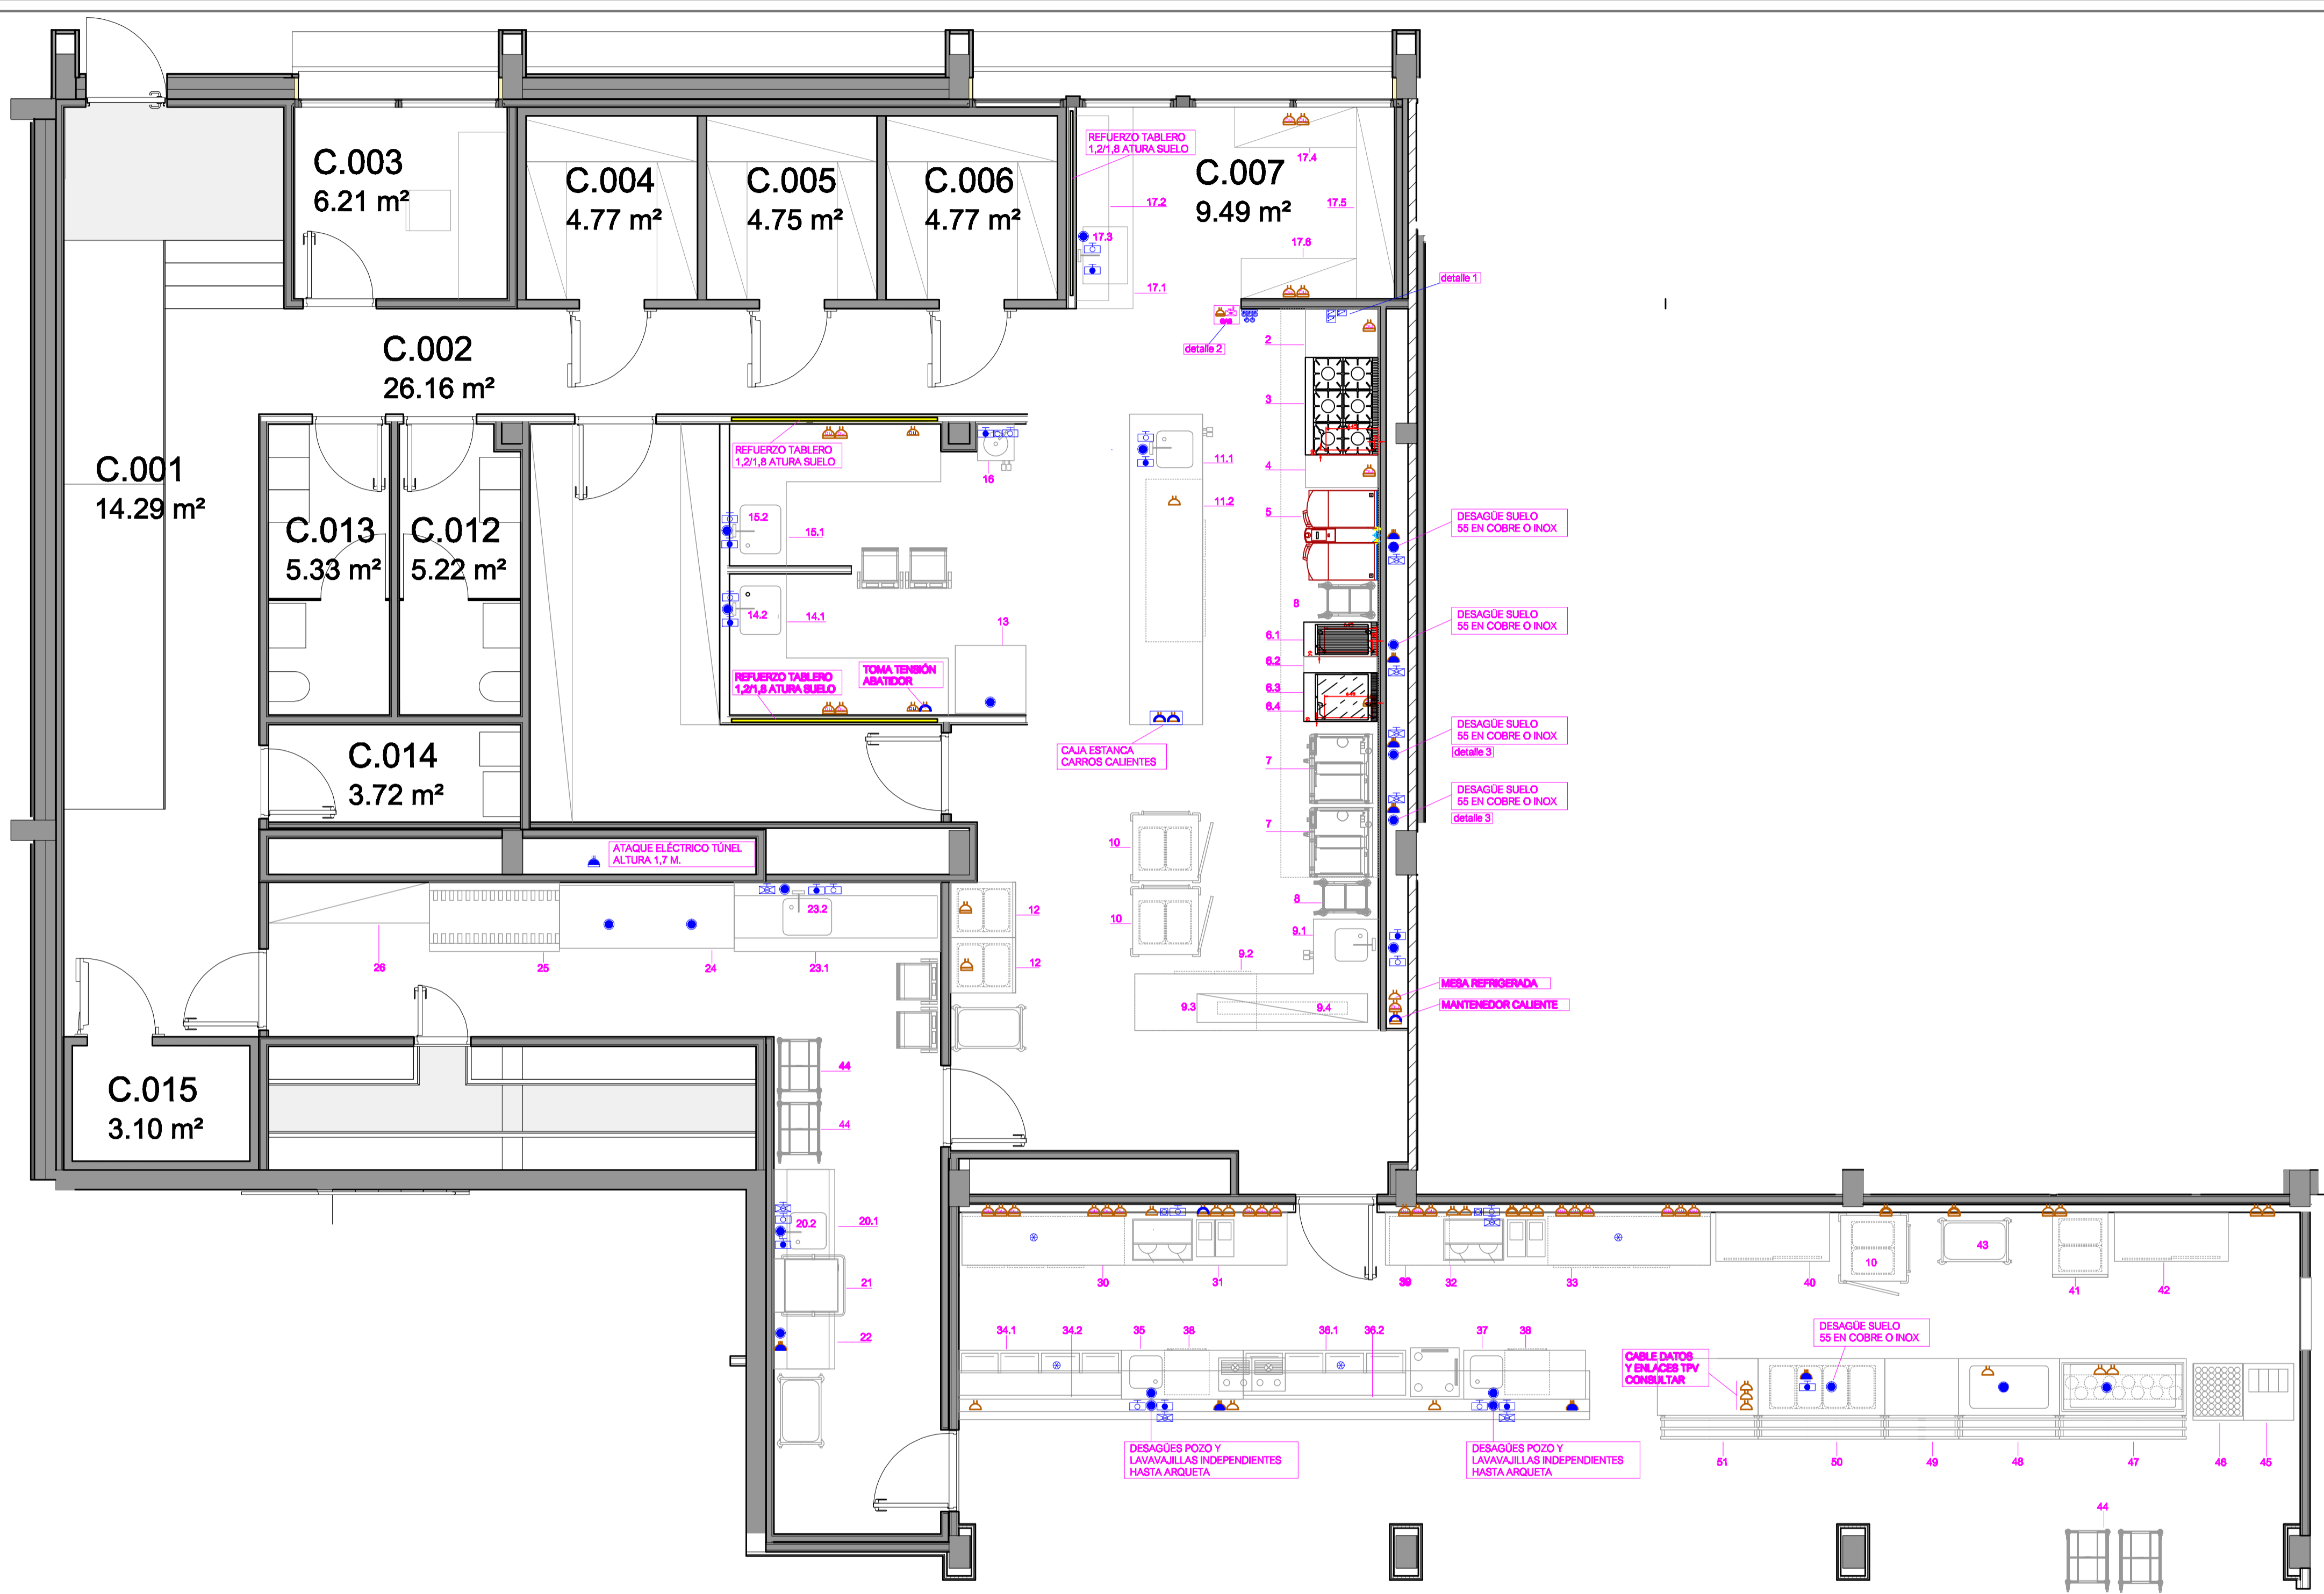 C.003
6.21 m²
C.004
4.77 m²
C.005
4.75 m²
C.006
4.77 m²
REFUERZO TABLERO
1,2/1,8 ATURA SUELO
C.007
9.49 m²
17.4
17.2
17.5
17.3
17.6
17.1
detalle 1
GAS
detalle 2
2
C.002
26.16 m²
3
REFUERZO TABLERO
1,2/1,8 ATURA SUELO
16
11.1
4
C.001
14.29 m²
11.2
5
C.013
5.33 m²
C.012
5.22 m²
15.2
15.1
DESAGÜE SUELO
55 EN COBRE O INOX
8
14.2
14.1
13
6.1
DESAGÜE SUELO
55 EN COBRE O INOX
6.2
REFUERZO TABLERO
1,2/1,8 ATURA SUELO
TOMA TENSIÓN
ABATIDOR
6.3
6.4
C.014
3.72 m²
CAJA ESTANCA
CARROS CALIENTES
7
DESAGÜE SUELO
55 EN COBRE O INOX
detalle 3
DESAGÜE SUELO
55 EN COBRE O INOX
detalle 3
7
10
ATAQUE ELÉCTRICO TÚNEL
ALTURA 1,7 M.
8
23.2
12
10
9.1
26
25
24
23.1
12
9.2
MESA REFRIGERADA
MANTENEDOR CALIENTE
9.3
9.4
C.015
3.10 m²
44
44
20.2
20.1
21
22
30
31
39
32
33
40
10
43
41
42
34.1
34.2
35
38
36.1
36.2
37
38
DESAGÜE SUELO
55 EN COBRE O INOX
CABLE DATOS
Y ENLACES TPV
CONSULTAR
DESAGÜES POZO Y
LAVAVAJILLAS INDEPENDIENTES
HASTA ARQUETA
DESAGÜES POZO Y
LAVAVAJILLAS INDEPENDIENTES
HASTA ARQUETA
51
50
49
48
47
46
45
44